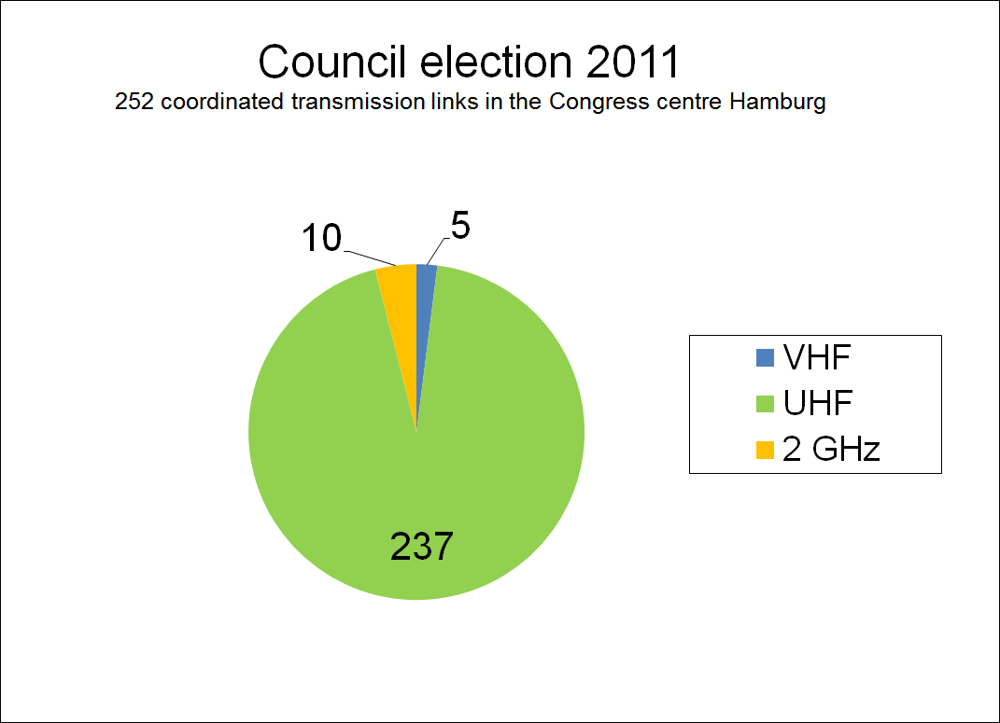 Council election 2011
252 coordinated transmission links in the Congress centre Hamburg
10
5
237
VHF
UHF
2 GHz